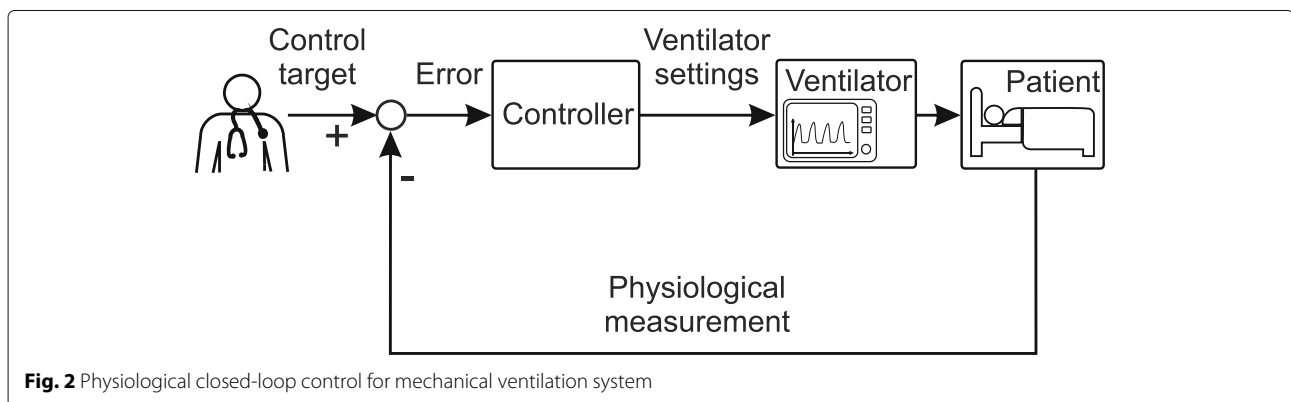 Control
target
Error
Controller
Ventilator
settings
Ventilator
Patient
+
-
Physiological
measurement
Fig. 2 Physiological closed-loop control for mechanical ventilation system